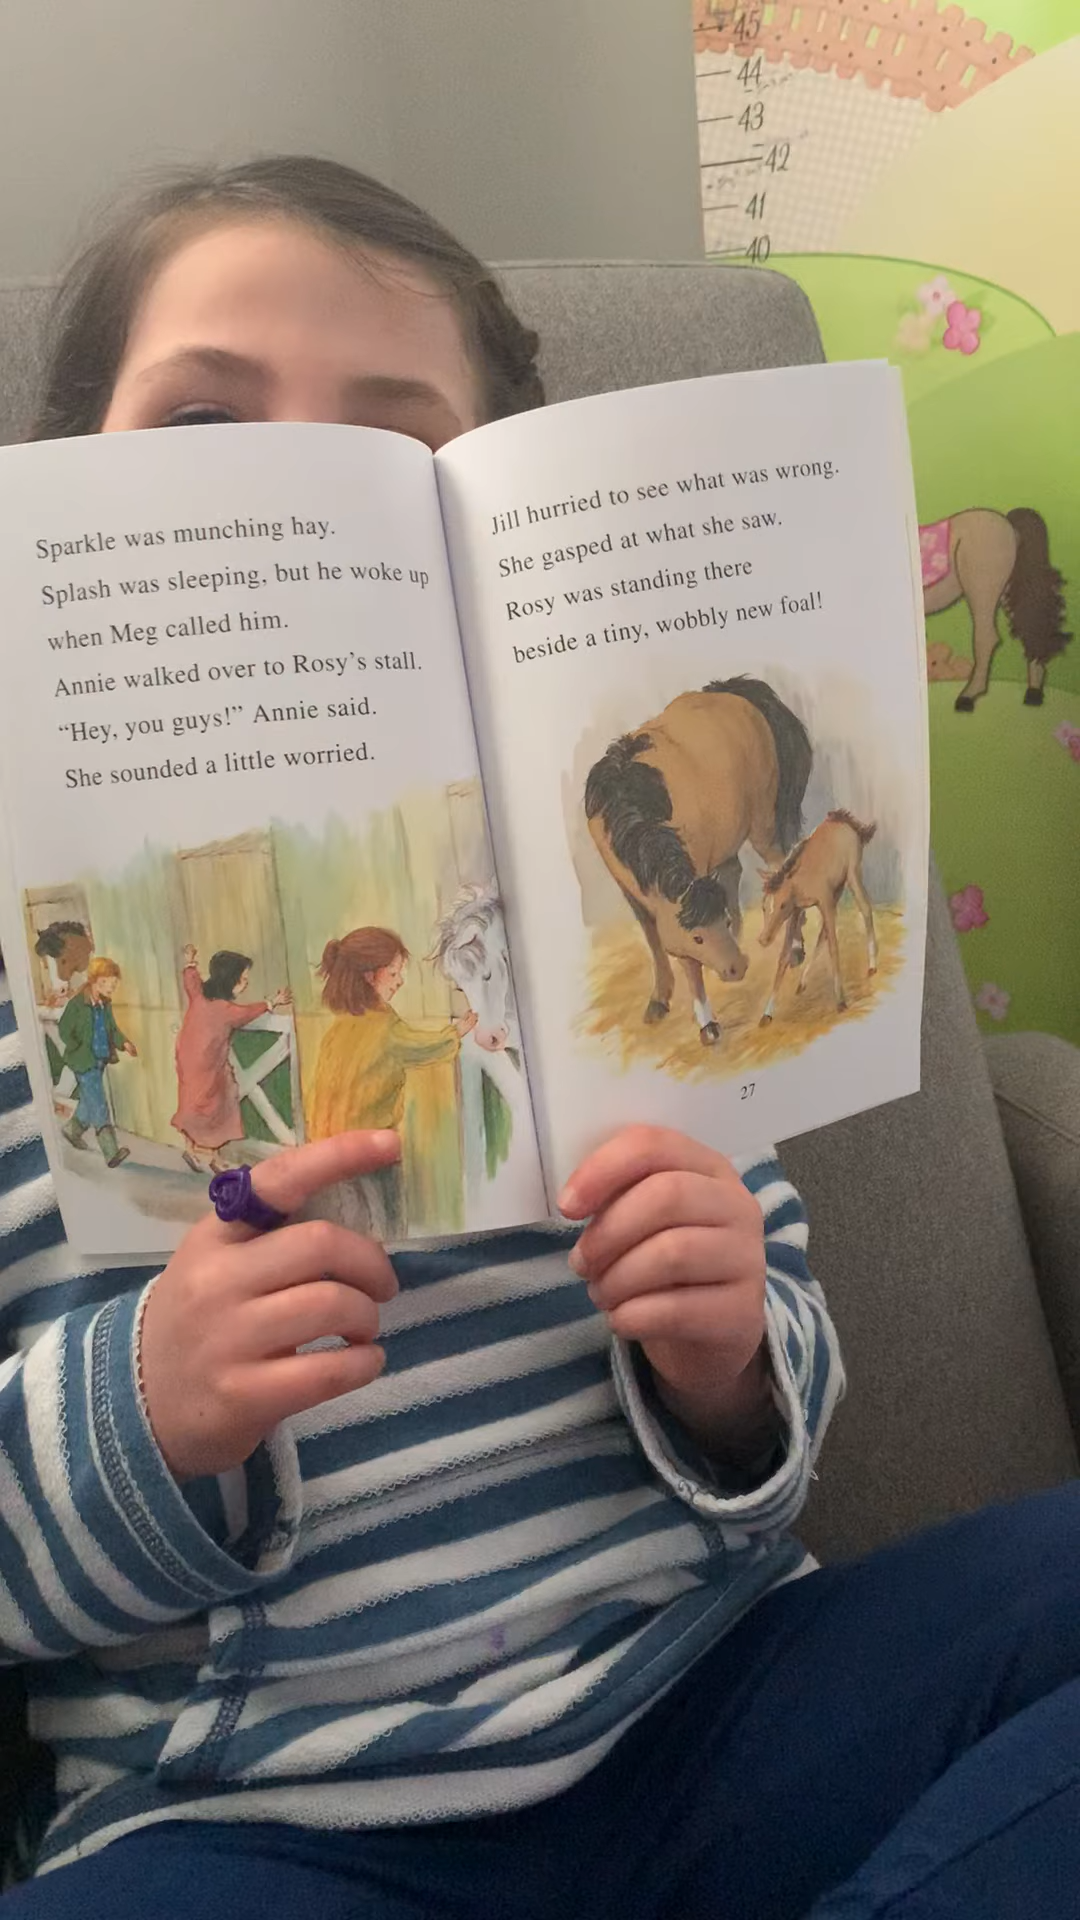 45
44
43
42
41
40
Sparkle was munching hay.
Splash was sleeping, but he woke up
when Meg called him.
Annie walked over to Rosy's stall.
“Hey, you guys!” Annie said.
She sounded a little worried.
Jill hurried to see what was wrong.
She gasped at what she saw.
Rosy was standing there
beside a tiny, wobbly new foal!
27